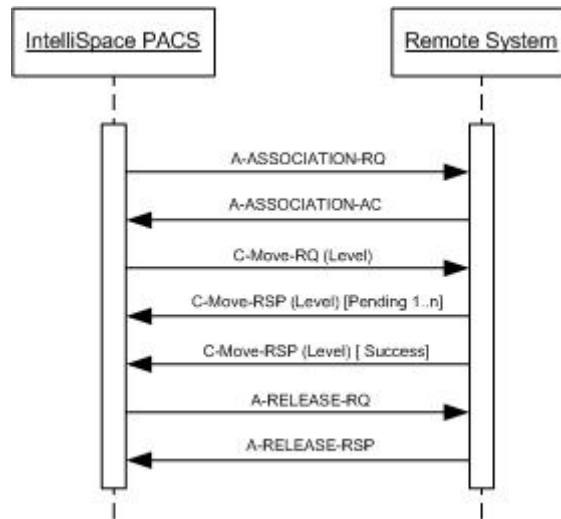 IntelliSpace PACS
Remote System
A-ASSOCIATION-RQ
A-ASSOCIATION-AC
C-Move-RQ (Level)
C-Move-RSP (Level) [Pending 1..n]
C-Move-RSP (Level) [ Success]
A-RELEASE-RQ
A-RELEASE-RSP